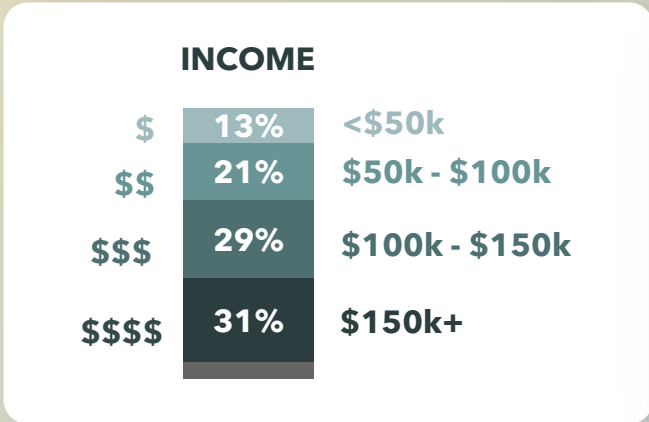 INCOME
$ 13% <$50k
$$ 21% $50k - $100k
$$$ 29% $100k - $150k
$$$$ 31% $150k+